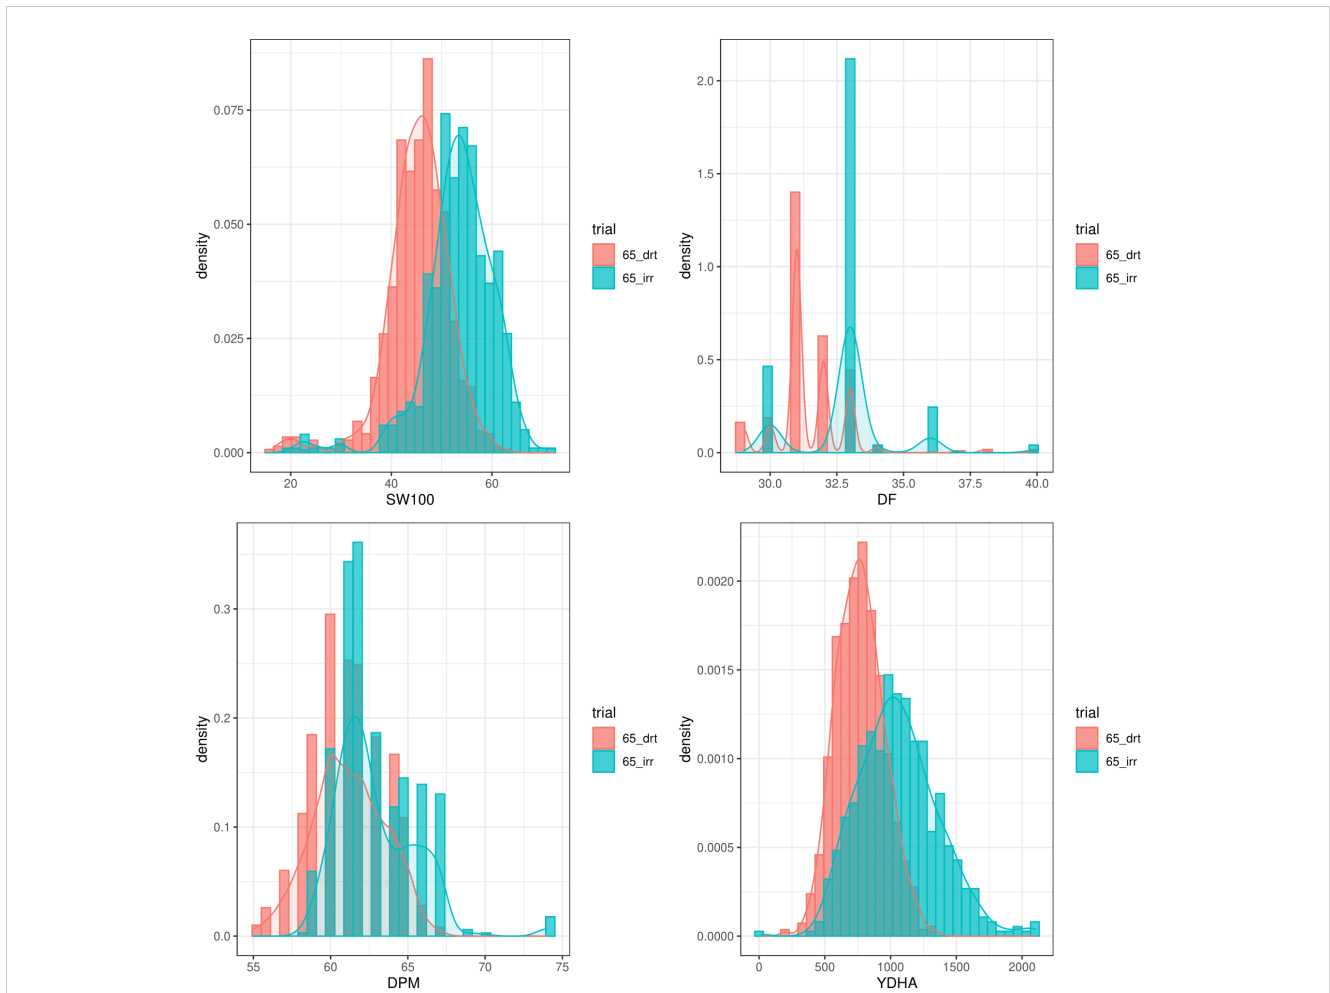 density
0.075
0.050
0.025
0.000
20
40
60
SW100
trial
65_drt
65_irr
density
2.0
1.5
1.0
0.5
0.0
30.0
32.5
35.0
37.5
40.0
DF
trial
65_drt
65_irr
density
0.3
0.2
0.1
0.0
55
60
65
70
75
DPM
trial
65_drt
65_irr
density
0.0020
0.0015
0.0010
0.0005
0.0000
0
500
1000
1500
2000
YDHA
trial
65_drt
65_irr